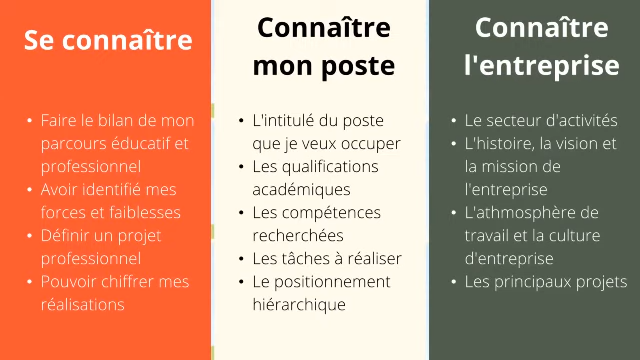 Se connaître
• Faire le bilan de mon
parcours éducatif et
professionnel
• Avoir identifié mes
forces et faiblesses
• Définir un projet
professionnel
• Pouvoir chiffrer mes
réalisations
Connaître
mon poste
• L'intitulé du poste
que je veux occuper
• Les qualifications
académiques
• Les compétences
recherchées
• Les tâches à réaliser
• Le positionnement
hiérarchique
Connaître
l'entreprise
• Le secteur d'activités
• L'histoire, la vision et
la mission de
l'entreprise
• L'athmosphère de
travail et la culture
d'entreprise
• Les principaux projets